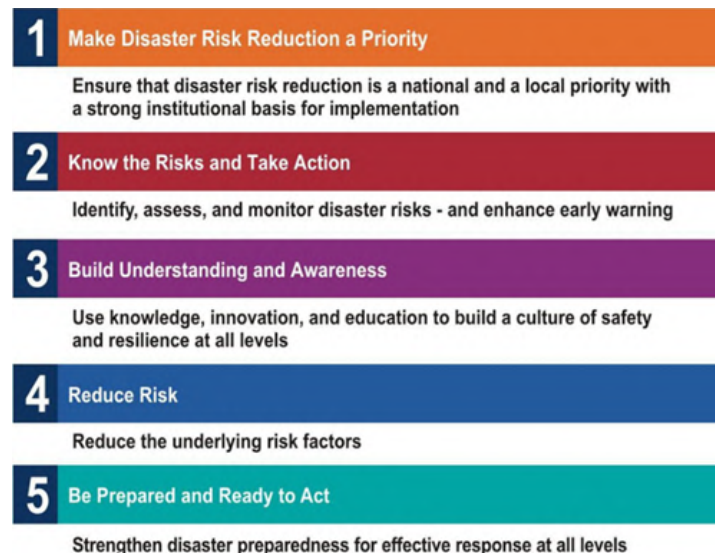 1 Make Disaster Risk Reduction a Priority
Ensure that disaster risk reduction is a national and a local priority with
a strong institutional basis for implementation
2 Know the Risks and Take Action
Identify, assess, and monitor disaster risks - and enhance early warning
3 Build Understanding and Awareness
Use knowledge, innovation, and education to build a culture of safety
and resilience at all levels
4 Reduce Risk
Reduce the underlying risk factors
5 Be Prepared and Ready to Act
Strengthen disaster preparedness for effective response at all levels